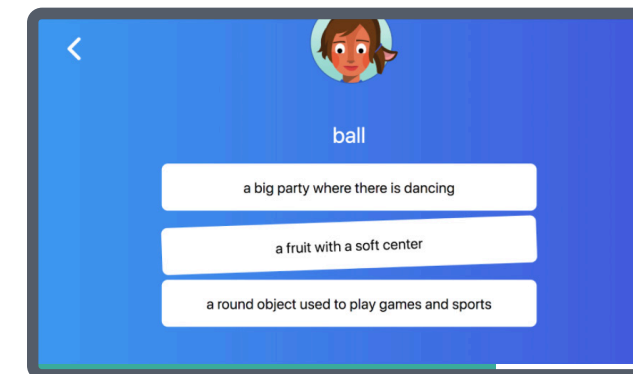 ball
a big party where there is dancing
a fruit with a soft center
a round object used to play games and sports